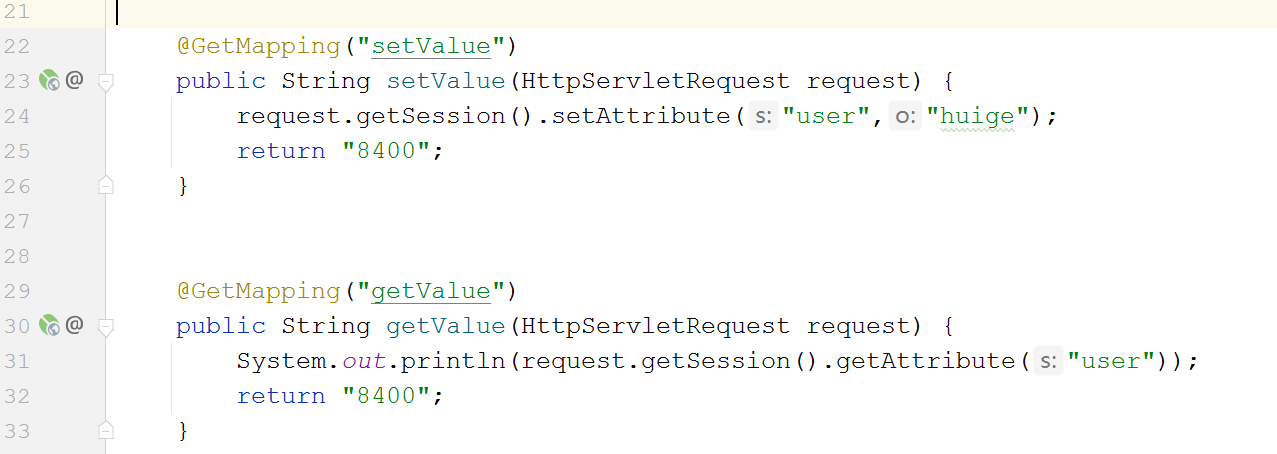 21
22 @GetMapping("setValue")
23 @ public String setValue(HttpServletRequest request) {
24 request.getSession().setAttribute( s: "user", o: "huige");
25 return "8400";
26 }
27
28
29 @GetMapping("getValue")
30 @ public String getValue(HttpServletRequest request) {
31 System.out.println(request.getSession().getAttribute( s: "user"));
32 return "8400";
33 }